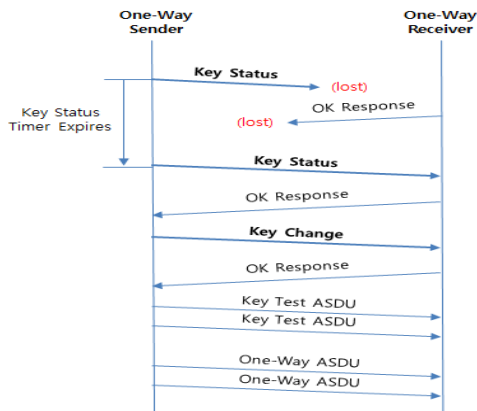 One-Way
Sender
One-Way
Receiver
Key Status
(lost)
OK Response
(lost)
Key Status
Timer Expires
Key Status
OK Response
Key Change
OK Response
Key Test ASDU
Key Test ASDU
One-Way ASDU
One-Way ASDU